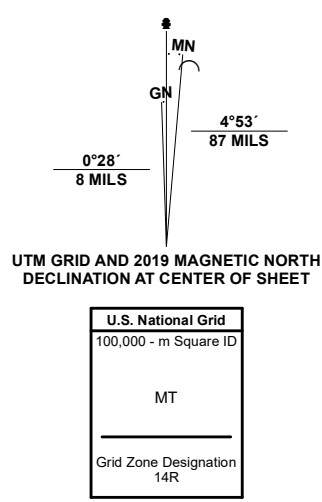 MN
GN
4°53´
87 MILS
0°28´
8 MILS
UTM GRID AND 2019 MAGNETIC NORTH
DECLINATION AT CENTER OF SHEET
U.S. National Grid
100,000 - m Square ID
MT
Grid Zone Designation
14R